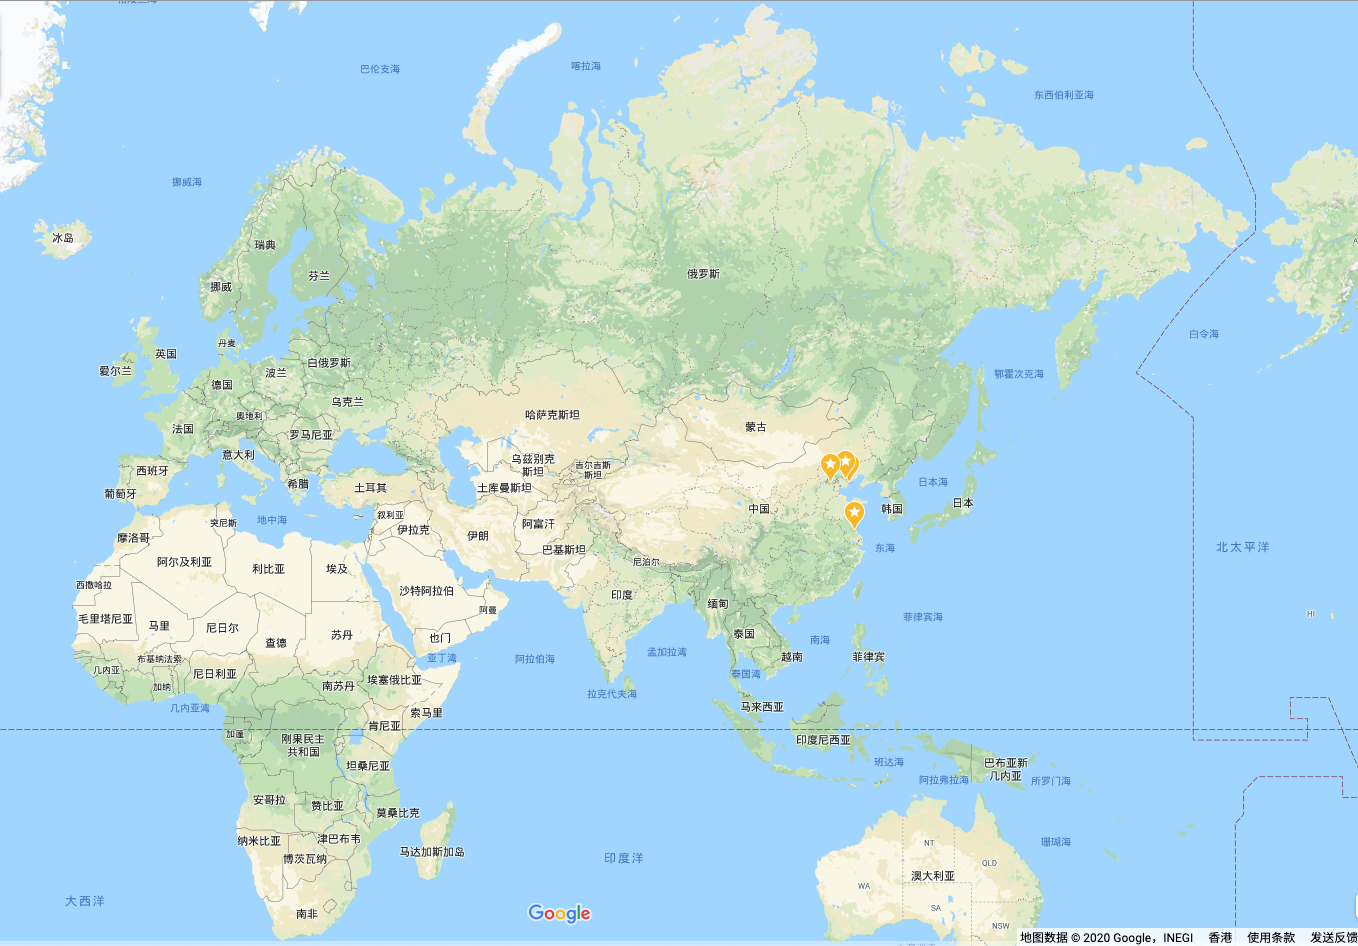 巴伦支海
喀拉海
东西伯利亚海
挪威海
冰岛
瑞典
芬兰
俄罗斯
挪威
白令海
丹麦
英国
爱尔兰
白俄罗斯
波兰
德国
鄂霍次克海
乌克兰
奥地利
哈萨克斯坦
蒙古
法国
罗马尼亚
意大利
乌兹别克
斯坦
吉尔吉斯
斯坦
西班牙
希腊
土耳其
土库曼斯坦
日本海
葡萄牙
中国
韩国
日本
叙利亚
地中海
突尼斯
伊拉克
阿富汗
伊朗
摩洛哥
巴基斯坦
东海
北太平洋
阿尔及利亚
利比亚
埃及
尼泊尔
西撒哈拉
沙特阿拉伯
印度
缅甸
阿曼
毛里塔尼亚
马里
尼日尔
苏丹
菲律宾海
HI
查德
也门
泰国
南海
孟加拉湾
布基纳法索
亚丁湾
阿拉伯海
越南
菲律宾
几内亚
尼日利亚
埃塞俄比亚
泰国湾
加纳
南苏丹
拉克代夫海
几内亚湾
索马里
马来西亚
肯尼亚
加蓬
刚果民主
共和国
印度尼西亚
坦桑尼亚
班达海
巴布亚新
几内亚
阿拉弗拉海
所罗门海
安哥拉
赞比亚
莫桑比克
纳米比亚
津巴布韦
珊瑚海
NT
博茨瓦纳
马达加斯加岛
印度洋
QLD
澳大利亚
WA
大西洋
SA
南非
Google
NSW
地图数据 © 2020 Google，INEGI 香港 使用条款 发送反馈